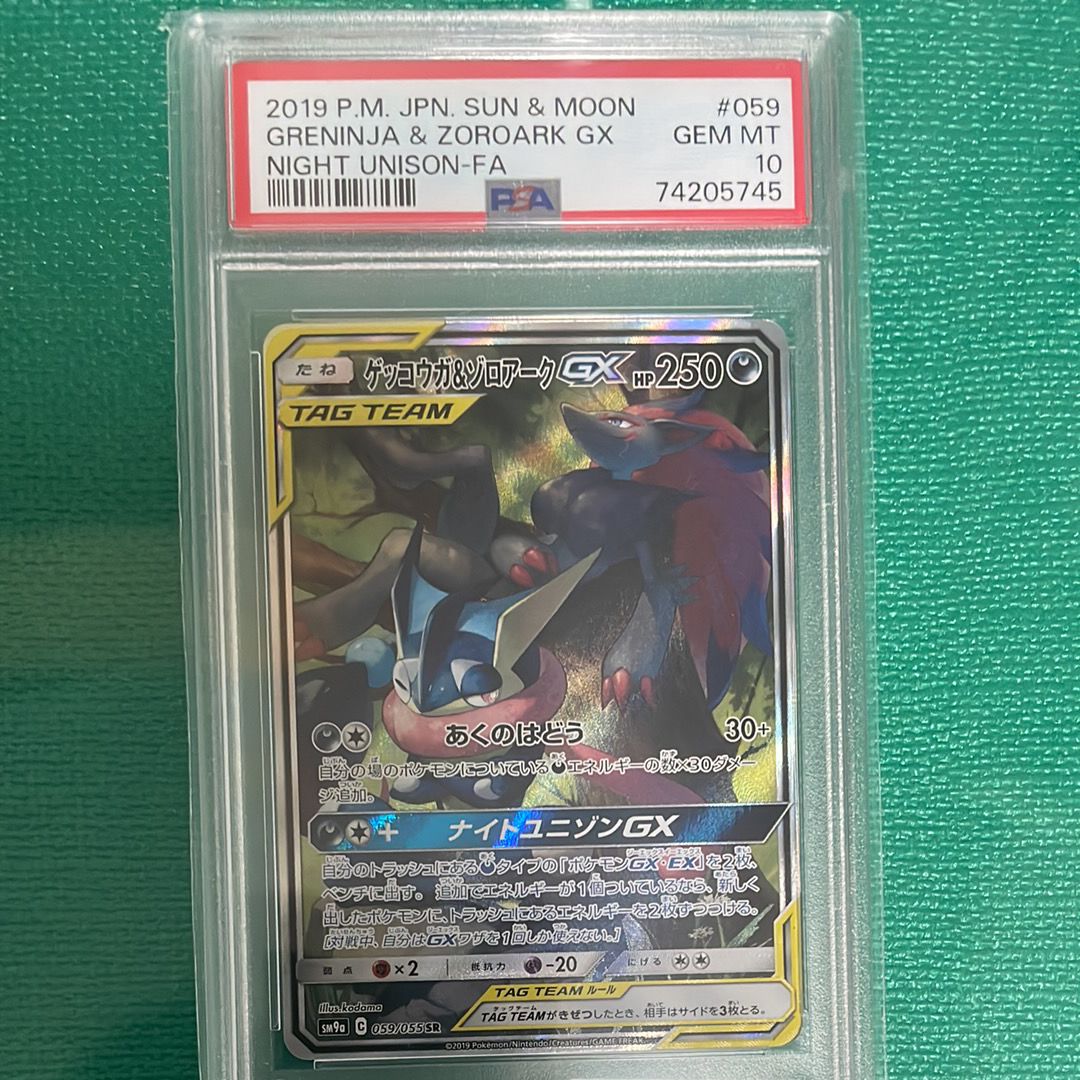 2019 P.M. JPN. SUN & MOON #059
GRENINJA & ZOROARK GX GEM MT
NIGHT UNISON-FA 10
PSA 74205745
たね ゲッコウガ&ゾロアークGX HP250
TAG TEAM
あくのはどう 30+
自分の場のポケモンについているエネルギーの数×30ダメー
ジ追加。
+ ナイトユニゾンGX
自分のトラッシュにあるタイプの「ポケモンGX・EX」を2枚、
ベンチに出す。追加でエネルギーが1個ついているなら、新しく
出したポケモンに、トラッシュにあるエネルギーを2枚ずつつける。
[対戦中、自分はGXワザを1回しか使えない。]
弱点 ×2 抵抗力 -20 にげる
TAG TEAM ルール
illus.kodama
TAG TEAMがきぜつしたとき、相手はサイドを3枚とる。
SM9a C 059/055 SR
©2019 Pokémon/Nintendo/Creatures/GAME FREAK.